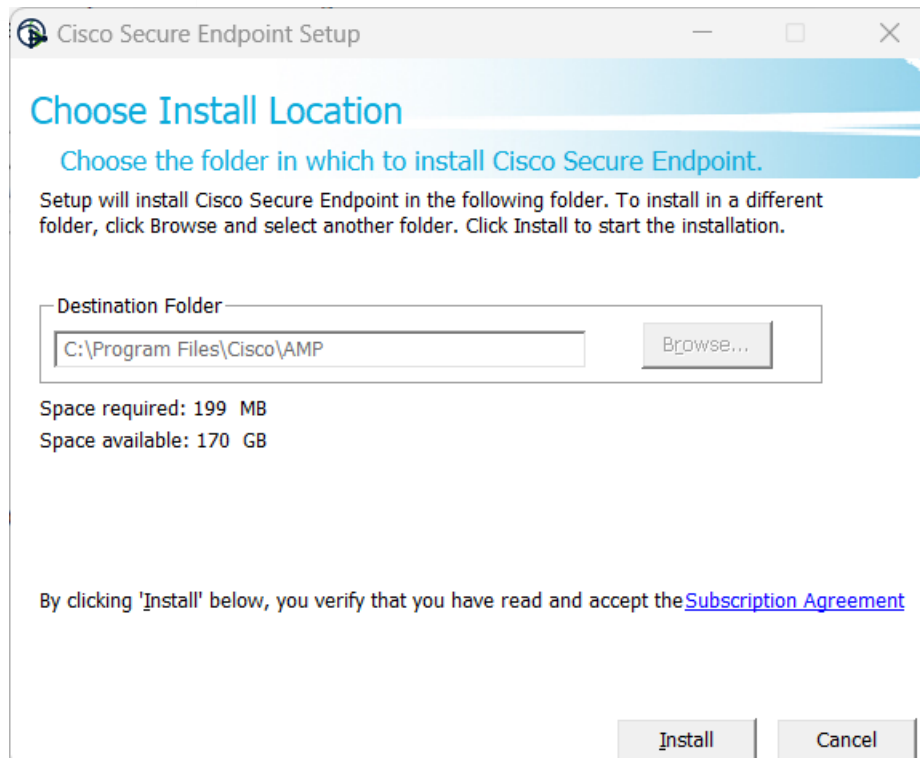 Cisco Secure Endpoint Setup
Choose Install Location
Choose the folder in which to install Cisco Secure Endpoint.
Setup will install Cisco Secure Endpoint in the following folder. To install in a different
folder, click Browse and select another folder. Click Install to start the installation.
Destination Folder
C:\Program Files\Cisco\AMP
Browse...
Space required: 199 MB
Space available: 170 GB
By clicking 'Install' below, you verify that you have read and accept the Subscription Agreement
Install
Cancel